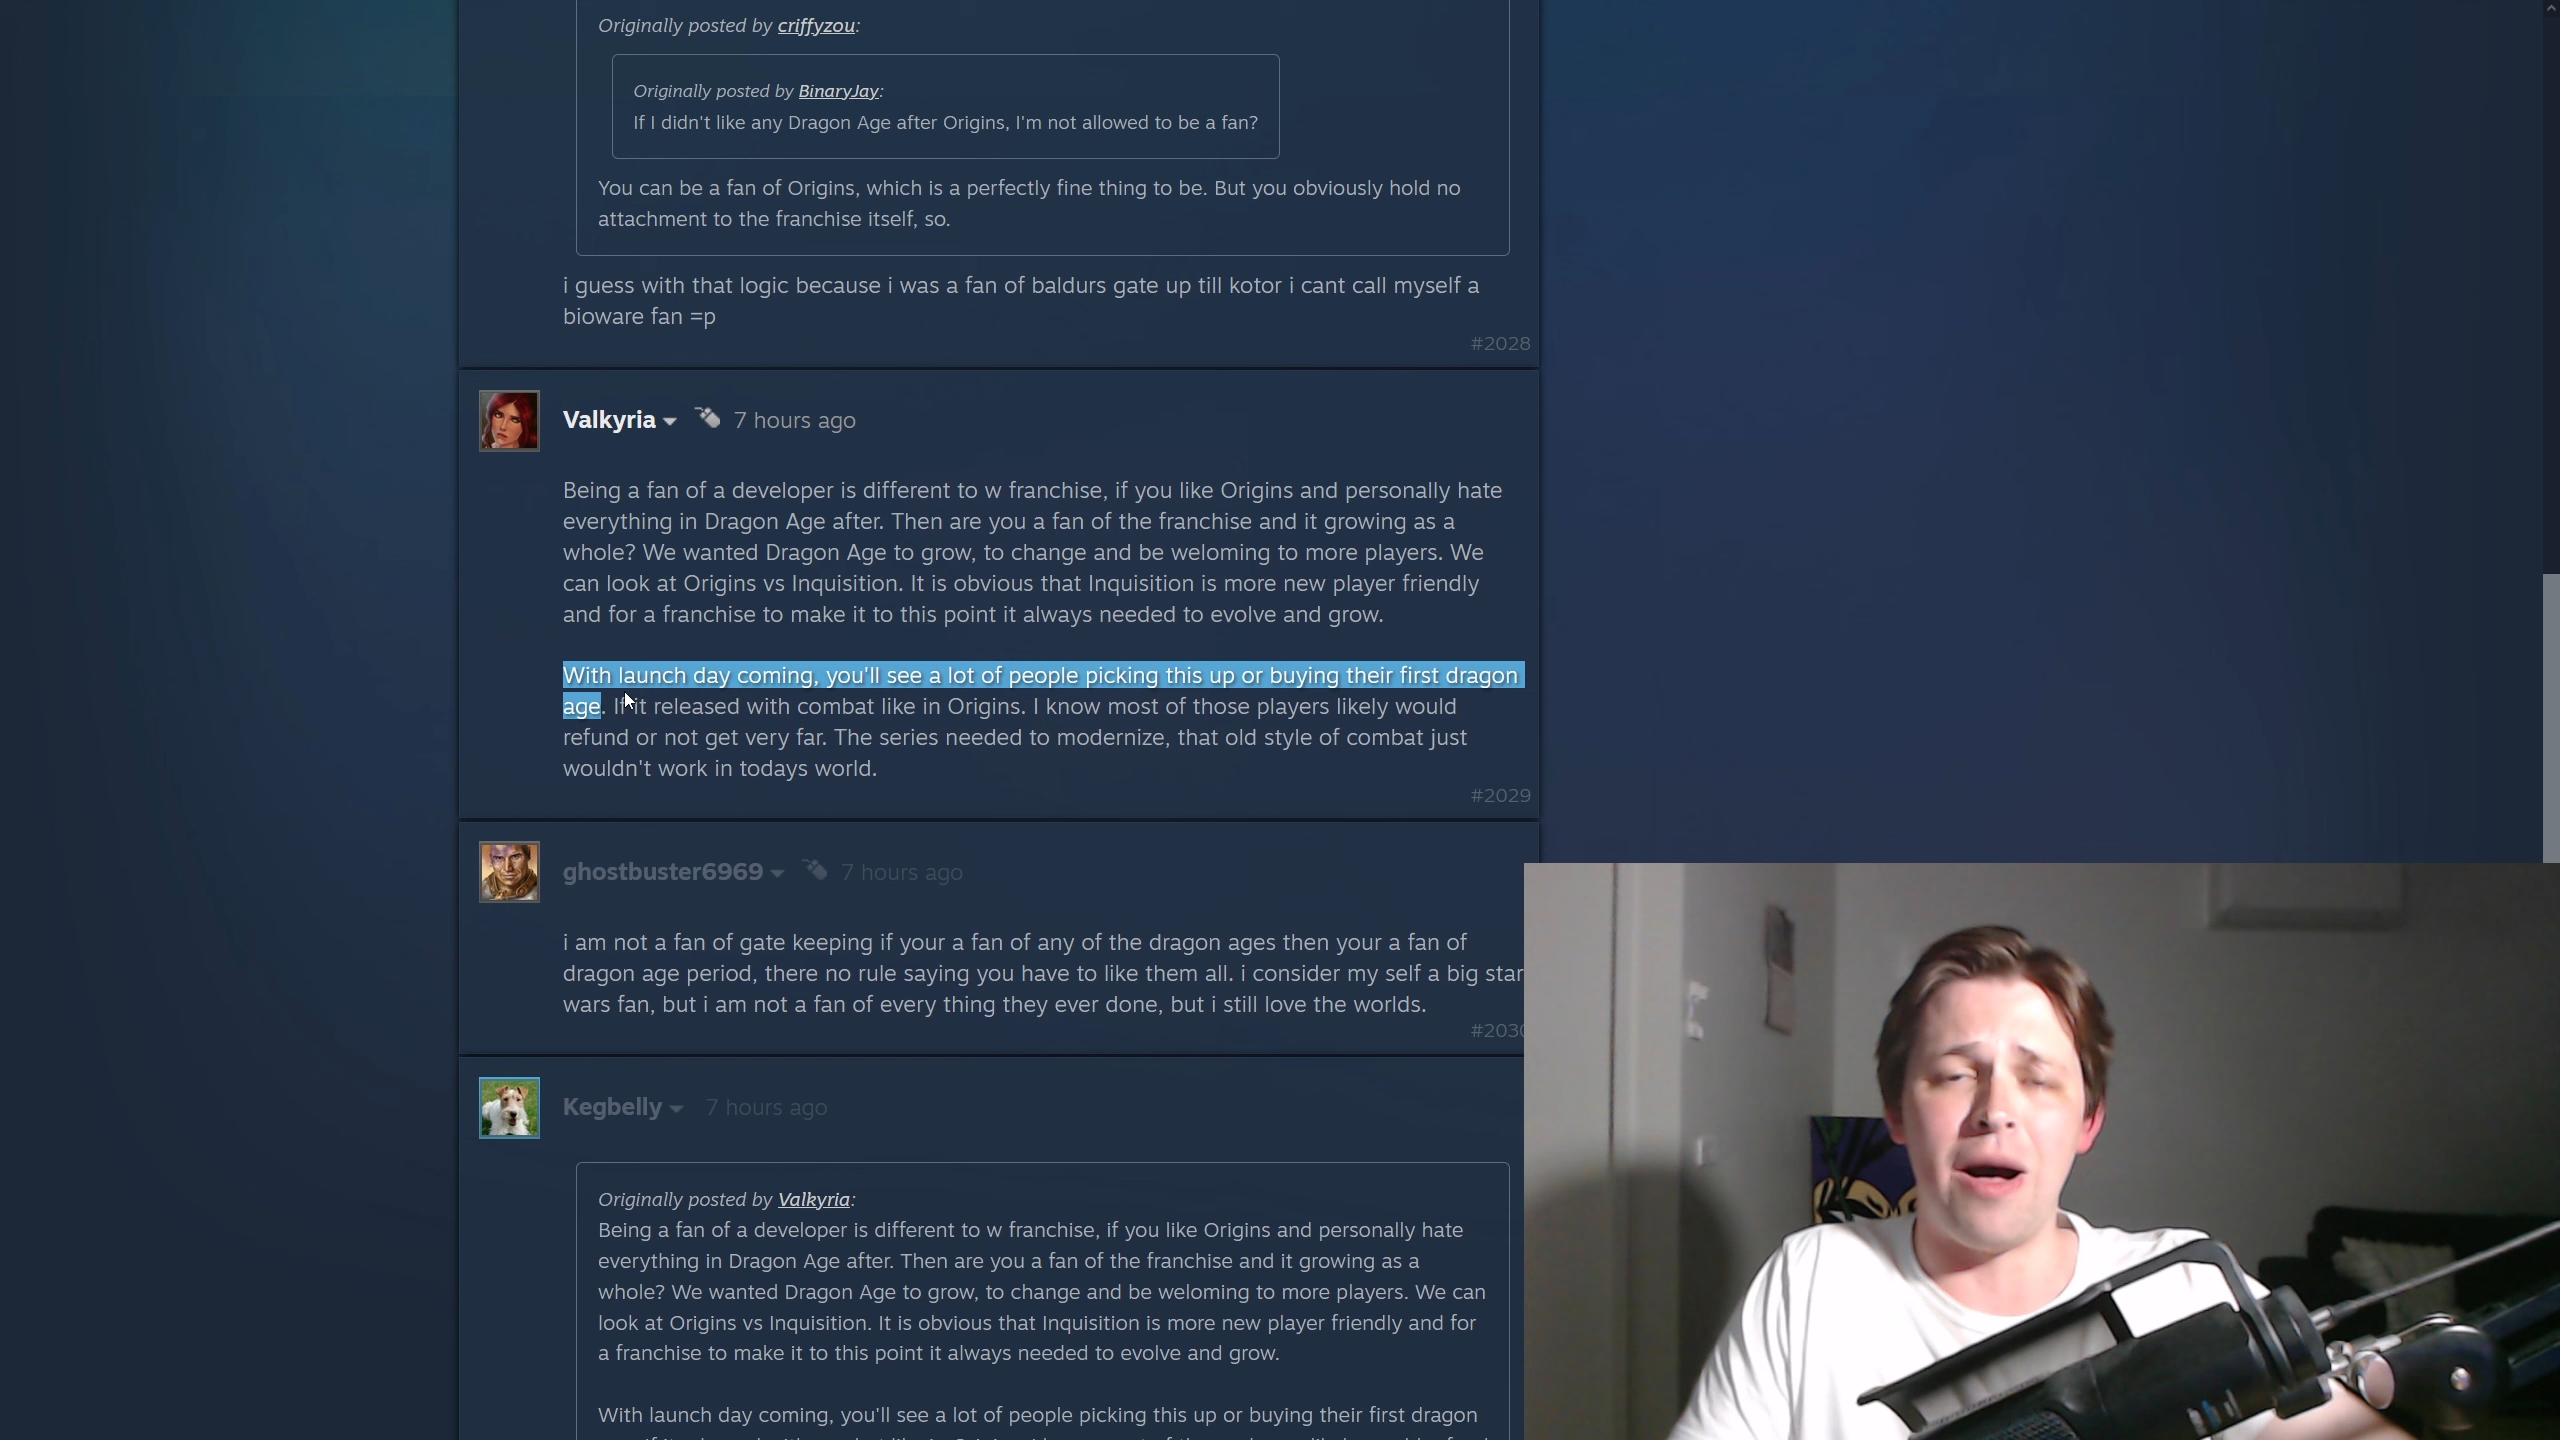 Originally posted by criffyzou:
Originally posted by BinaryJay:
If I didn't like any Dragon Age after Origins, I'm not allowed to be a fan?
You can be a fan of Origins, which is a perfectly fine thing to be. But you obviously hold no
attachment to the franchise itself, so.
i guess with that logic because i was a fan of baldurs gate up till kotor i cant call myself a
bioware fan =p
#2028
Valkyria 7 hours ago
Being a fan of a developer is different to w franchise, if you like Origins and personally hate
everything in Dragon Age after. Then are you a fan of the franchise and it growing as a
whole? We wanted Dragon Age to grow, to change and be weloming to more players. We
can look at Origins vs Inquisition. It is obvious that Inquisition is more new player friendly
and for a franchise to make it to this point it always needed to evolve and grow.
With launch day coming, you'll see a lot of people picking this up or buying their first dragon
age. If it released with combat like in Origins. I know most of those players likely would
refund or not get very far. The series needed to modernize, that old style of combat just
wouldn't work in todays world.
#2029
ghostbuster6969 7 hours ago
i am not a fan of gate keeping if your a fan of any of the dragon ages then your a fan of
dragon age period, there no rule saying you have to like them all. i consider my self a big star
wars fan, but i am not a fan of every thing they ever done, but i still love the worlds.
#2030
Kegbelly 7 hours ago
Originally posted by Valkyria:
Being a fan of a developer is different to w franchise, if you like Origins and personally hate
everything in Dragon Age after. Then are you a fan of the franchise and it growing as a
whole? We wanted Dragon Age to grow, to change and be weloming to more players. We can
look at Origins vs Inquisition. It is obvious that Inquisition is more new player friendly and for
a franchise to make it to this point it always needed to evolve and grow.
With launch day coming, you'll see a lot of people picking this up or buying their first dragon